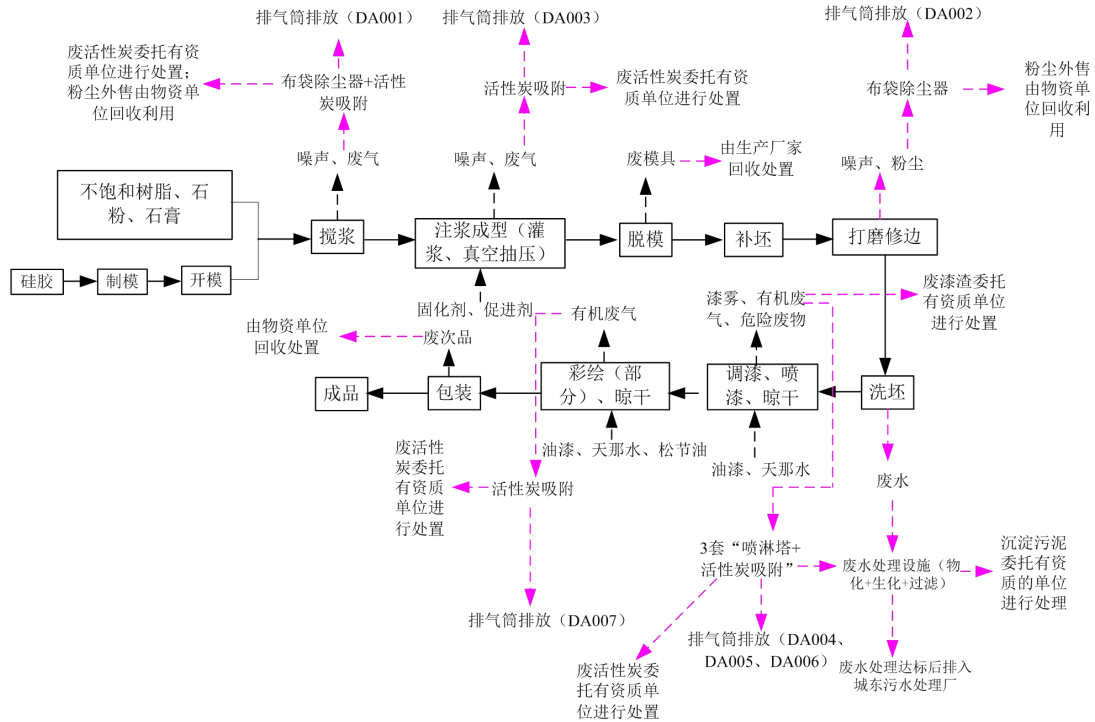 排气筒排放（DA001）
排气筒排放（DA003）
排气筒排放（DA002）
废活性炭委托有资
质单位进行处置；
粉尘外售由物资单
位回收利用
布袋除尘器+活性
炭吸附
活性炭吸附
废活性炭委托有资
质单位进行处置
布袋除尘器
粉尘外售
由物资单
位回收利
用
噪声、废气
噪声、废气
废模具
由生产厂家
回收处置
噪声、粉尘
不饱和树脂、石
粉、石膏
搅浆
注浆成型（灌
浆、真空抽压）
脱模
补坯
打磨修边
硅胶
制模
开模
固化剂、促进剂
有机废气
漆雾、有机废
气、危险废物
废漆渣委托
有资质单位
进行处置
由物资单位
回收处置
废次品
成品
包装
彩绘（部
分）、晾干
调漆、喷
漆、晾干
洗坯
油漆、天那水、松节油
油漆、天那水
废活性
炭委托
有资质
单位进
行处置
活性炭吸附
废水
3套“喷淋塔+
活性炭吸附”
废水处理设施（物
化+生化+过滤）
沉淀污泥
委托有资
质的单位
进行处理
排气筒排放（DA007）
排气筒排放（DA004、
DA005、DA006）
废活性炭委
托有资质单
位进行处置
废水处理达标后排入
城东污水处理厂